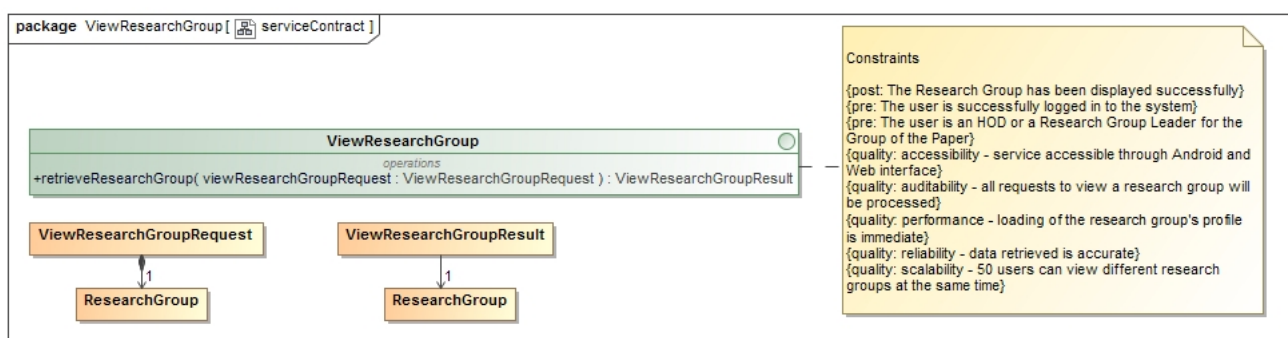 package ViewResearchGroup [ serviceContract ]
ViewResearchGroup
operations
+retrieveResearchGroup( viewResearchGroupRequest : ViewResearchGroupRequest ) : ViewResearchGroupResult
ViewResearchGroupRequest
1
ResearchGroup
ViewResearchGroupResult
1
ResearchGroup
Constraints
{post: The Research Group has been displayed successfully}
{pre: The user is successfully logged in to the system}
{pre: The user is an HOD or a Research Group Leader for the
Group of the Paper}
{quality: accessibility - service accessible through Android and
Web interface}
{quality: auditability - all requests to view a research group will
be processed}
{quality: performance - loading of the research group's profile
is immediate}
{quality: reliability - data retrieved is accurate}
{quality: scalability - 50 users can view different research
groups at the same time}